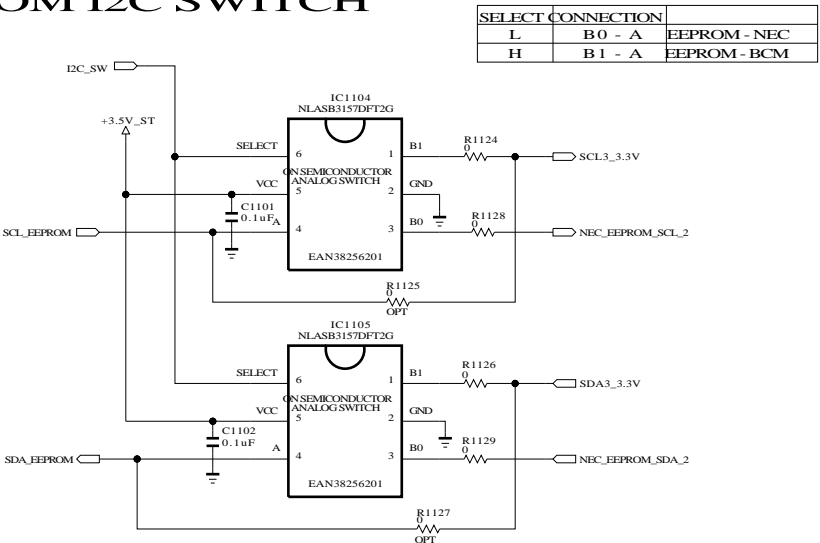 OM I2C SWITCH
SELECT CONNECTION
L B0 - A EEPROM - NEC
H B1 - A EEPROM - BCM
I2C_SW
IC1104
NLASB3157DFT2G
+3.5V_ST
SELECT 6 1 B1 R1124 0 SCL3_3.3V
ON SEMICONDUCTOR
ANALOG SWITCH
VCC 5 2 GND
C1101
0.1uF
SCL_EEPROM A 4 3 B0 R1128 0 NEC_EEPROM_SCL_2
EAN38256201
R1125
0
OPT
IC1105
NLASB3157DFT2G
SELECT 6 1 B1 R1126 0 SDA3_3.3V
ON SEMICONDUCTOR
ANALOG SWITCH
VCC 5 2 GND
C1102
0.1uF
SDA_EEPROM A 4 3 B0 R1129 0 NEC_EEPROM_SDA_2
EAN38256201
R1127
0
OPT